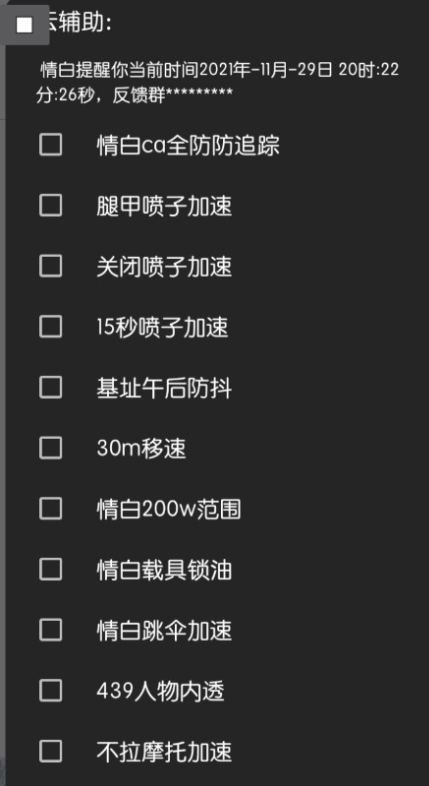 云辅助:
情白提醒你当前时间2021年-11月-29日 20时:22
分:26秒，反馈群*********
情白ca全防防追踪
腿甲喷子加速
关闭喷子加速
15秒喷子加速
基址午后防抖
30m移速
情白200w范围
情白载具锁油
情白跳伞加速
439人物内透
不拉摩托加速